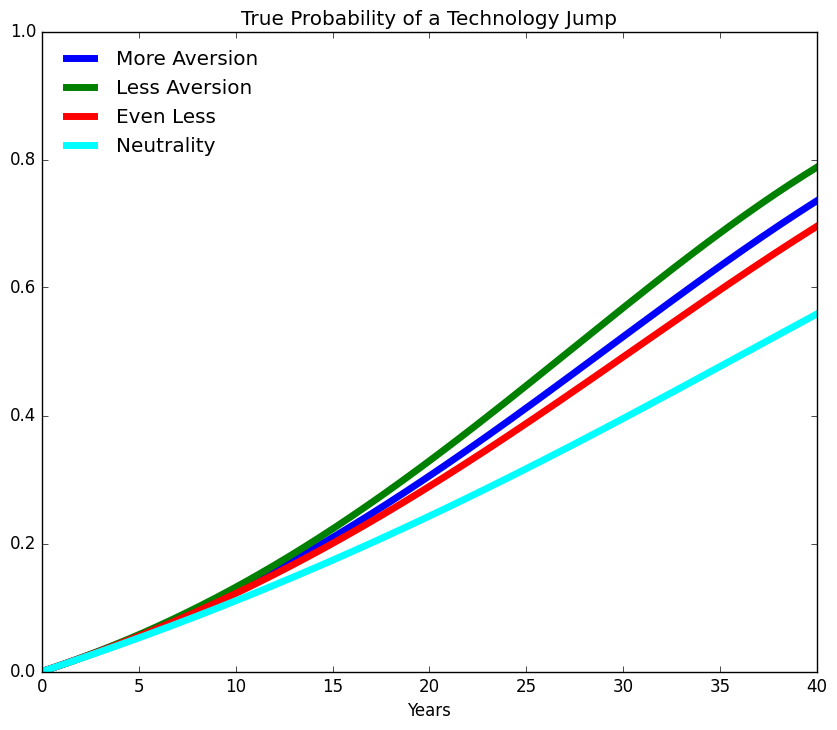 True Probability of a Technology Jump
1.0
More Aversion
Less Aversion
Even Less
Neutrality
0.8
0.6
0.4
0.2
0.0
0 5 10 15 20 25 30 35 40
Years